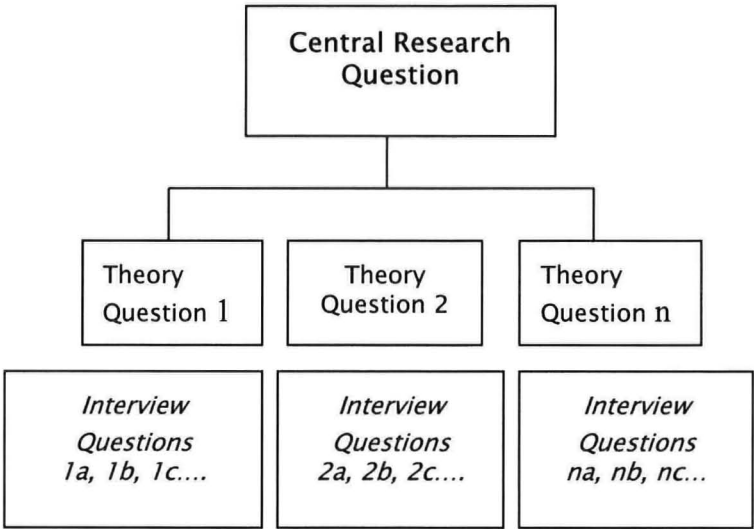 Central Research
Question
Theory
Question 1
Theory
Question 2
Theory
Question n
Interview
Questions
1a, 1b, 1c....
Interview
Questions
2a, 2b, 2c....
Interview
Questions
na, nb, nc...